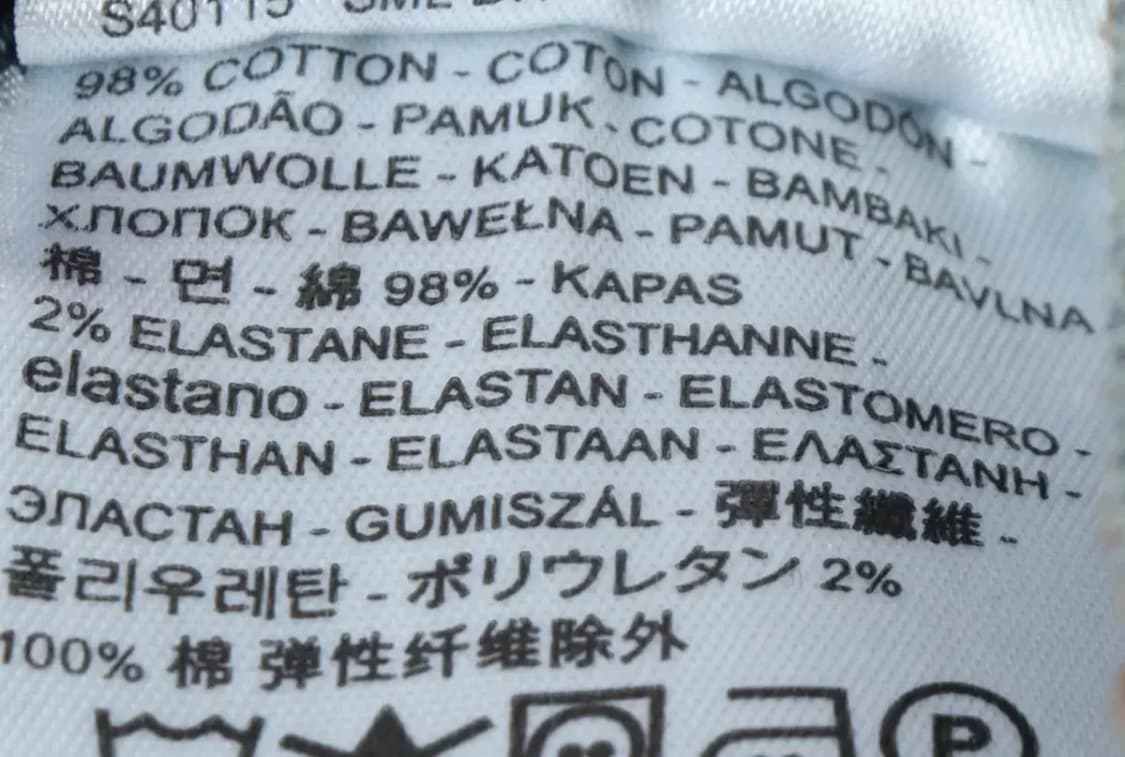 S40115
98% COTTON - COTON - ALGODÓN -
ALGODÃO - PAMUK - COTONE -
BAUMWOLLE - KATOEN - BAMBAKI -
ХЛОПОК - BAWEŁNA - PAMUT - BAVLNA
棉 - 면 - 綿 98% - KAPAS
2% ELASTANE - ELASTHANNE -
elastano - ELASTAN - ELASTOMERO -
ELASTHAN - ELASTAAN - ΕΛΑΣΤΑΝΗ -
ЭЛАСТАН - GUMISZÁL - 彈性纖維 -
폴리우레탄 - ポリウレタン 2%
100% 棉 弹性纤维除外
P